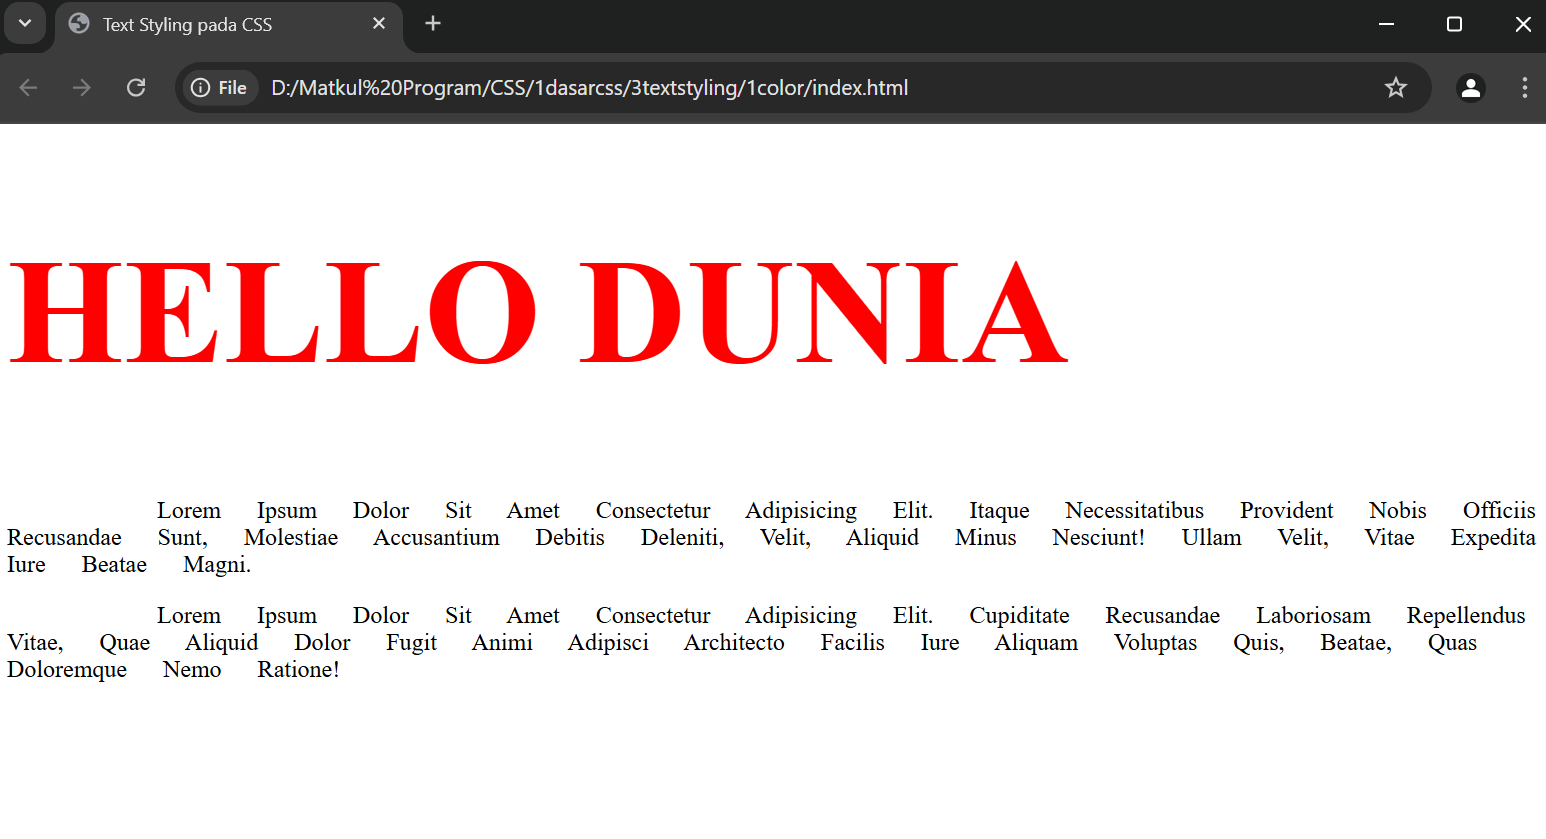 Text Styling pada CSS
File D:/Matkul%20Program/CSS/1dasarcss/3textstyling/1color/index.html
HELLO DUNIA
Lorem Ipsum Dolor Sit Amet Consectetur Adipisicing Elit. Itaque Necessitatibus Provident Nobis Officiis
Recusandae Sunt, Molestiae Accusantium Debitis Deleniti, Velit, Aliquid Minus Nesciunt! Ullam Velit, Vitae Expedita
Iure Beatae Magni.
Lorem Ipsum Dolor Sit Amet Consectetur Adipisicing Elit. Cupiditate Recusandae Laboriosam Repellendus
Vitae, Quae Aliquid Dolor Fugit Animi Adipisci Architecto Facilis Iure Aliquam Voluptas Quis, Beatae, Quas
Doloremque Nemo Ratione!